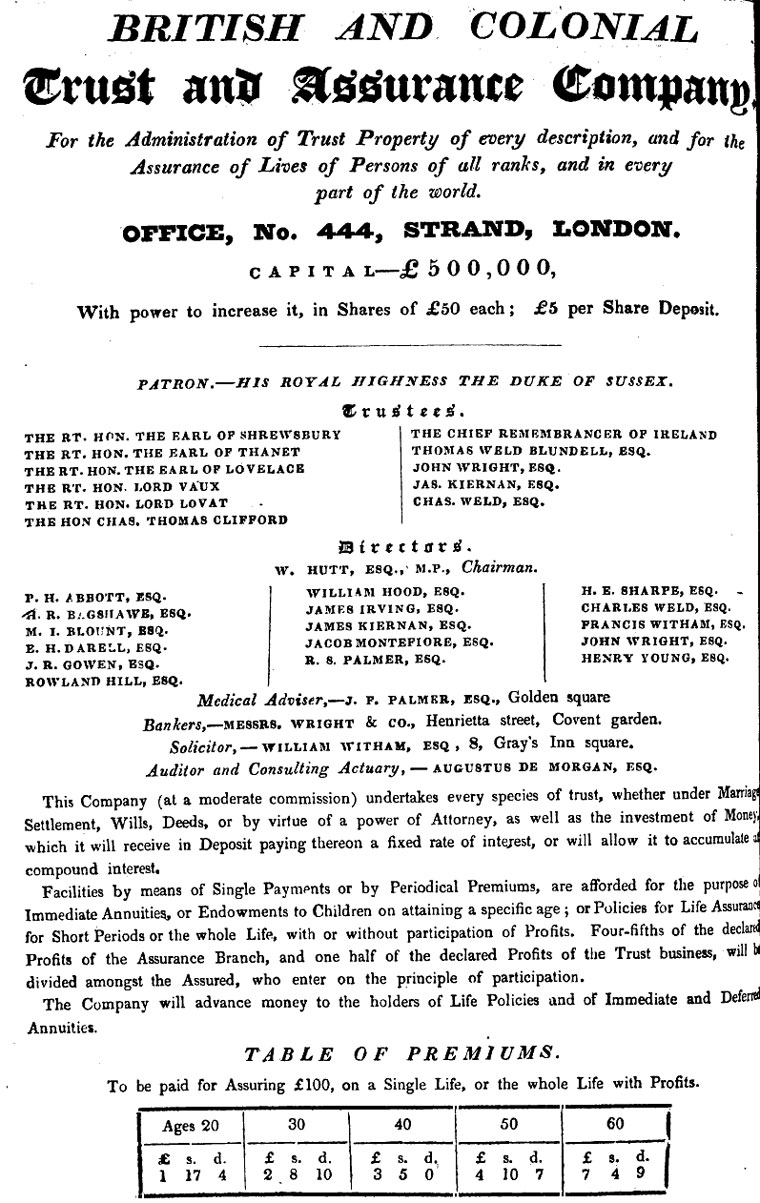 BRITISH AND COLONIAL
Trust and Assurance Company,
For the Administration of Trust Property of every description, and for the
Assurance of Lives of Persons of all ranks, and in every
part of the world.
OFFICE, No. 444, STRAND, LONDON.
CAPITAL—£500,000,
With power to increase it, in Shares of £50 each; £5 per Share Deposit.
PATRON.—HIS ROYAL HIGHNESS THE DUKE OF SUSSEX.
Trustees.
THE RT. HON. THE EARL OF SHREWSBURY
THE RT. HON. THE EARL OF THANET
THE RT. HON. THE EARL OF LOVELACE
THE RT. HON. LORD VAUX
THE RT. HON. LORD LOVAT
THE HON CHAS. THOMAS CLIFFORD
THE CHIEF REMEMBRANCER OF IRELAND
THOMAS WELD BLUNDELL, ESQ.
JOHN WRIGHT, ESQ.
JAS. KIERNAN, ESQ.
CHAS. WELD, ESQ.
Directors.
W. HUTT, ESQ., M.P., Chairman.
P. H. ABBOTT, ESQ.
H. R. BAGSHAWE, ESQ.
M. I. BLOUNT, ESQ.
E. H. DARELL, ESQ.
J. R. GOWEN, ESQ.
ROWLAND HILL, ESQ.
WILLIAM HOOD, ESQ.
JAMES IRVING, ESQ.
JAMES KIERNAN, ESQ.
JACOB MONTEFIORE, ESQ.
R. S. PALMER, ESQ.
H. E. SHARPE, ESQ.
CHARLES WELD, ESQ.
FRANCIS WITHAM, ESQ.
JOHN WRIGHT, ESQ.
HENRY YOUNG, ESQ.
Medical Adviser,—J. F. PALMER, ESQ., Golden square
Bankers,—MESSRS. WRIGHT & CO., Henrietta street, Covent garden.
Solicitor,—WILLIAM WITHAM, ESQ, 8, Gray's Inn square.
Auditor and Consulting Actuary,—AUGUSTUS DE MORGAN, ESQ.
This Company (at a moderate commission) undertakes every species of trust, whether under Marriage
Settlement, Wills, Deeds, or by virtue of a power of Attorney, as well as the investment of Money,
which it will receive in Deposit paying thereon a fixed rate of interest, or will allow it to accumulate at
compound interest.
Facilities by means of Single Payments or by Periodical Premiums, are afforded for the purpose of
Immediate Annuities, or Endowments to Children on attaining a specific age; or Policies for Life Assurance
for Short Periods or the whole Life, with or without participation of Profits. Four-fifths of the declared
Profits of the Assurance Branch, and one half of the declared Profits of the Trust business, will be
divided amongst the Assured, who enter on the principle of participation.
The Company will advance money to the holders of Life Policies and of Immediate and Deferred
Annuities.
TABLE OF PREMIUMS.
To be paid for Assuring £100, on a Single Life, or the whole Life with Profits.
Ages 20 30 40 50 60
£ s. d. £ s. d. £ s. d. £ s. d. £ s. d.
1 17 4 2 8 10 3 5 0 4 10 7 7 4 9